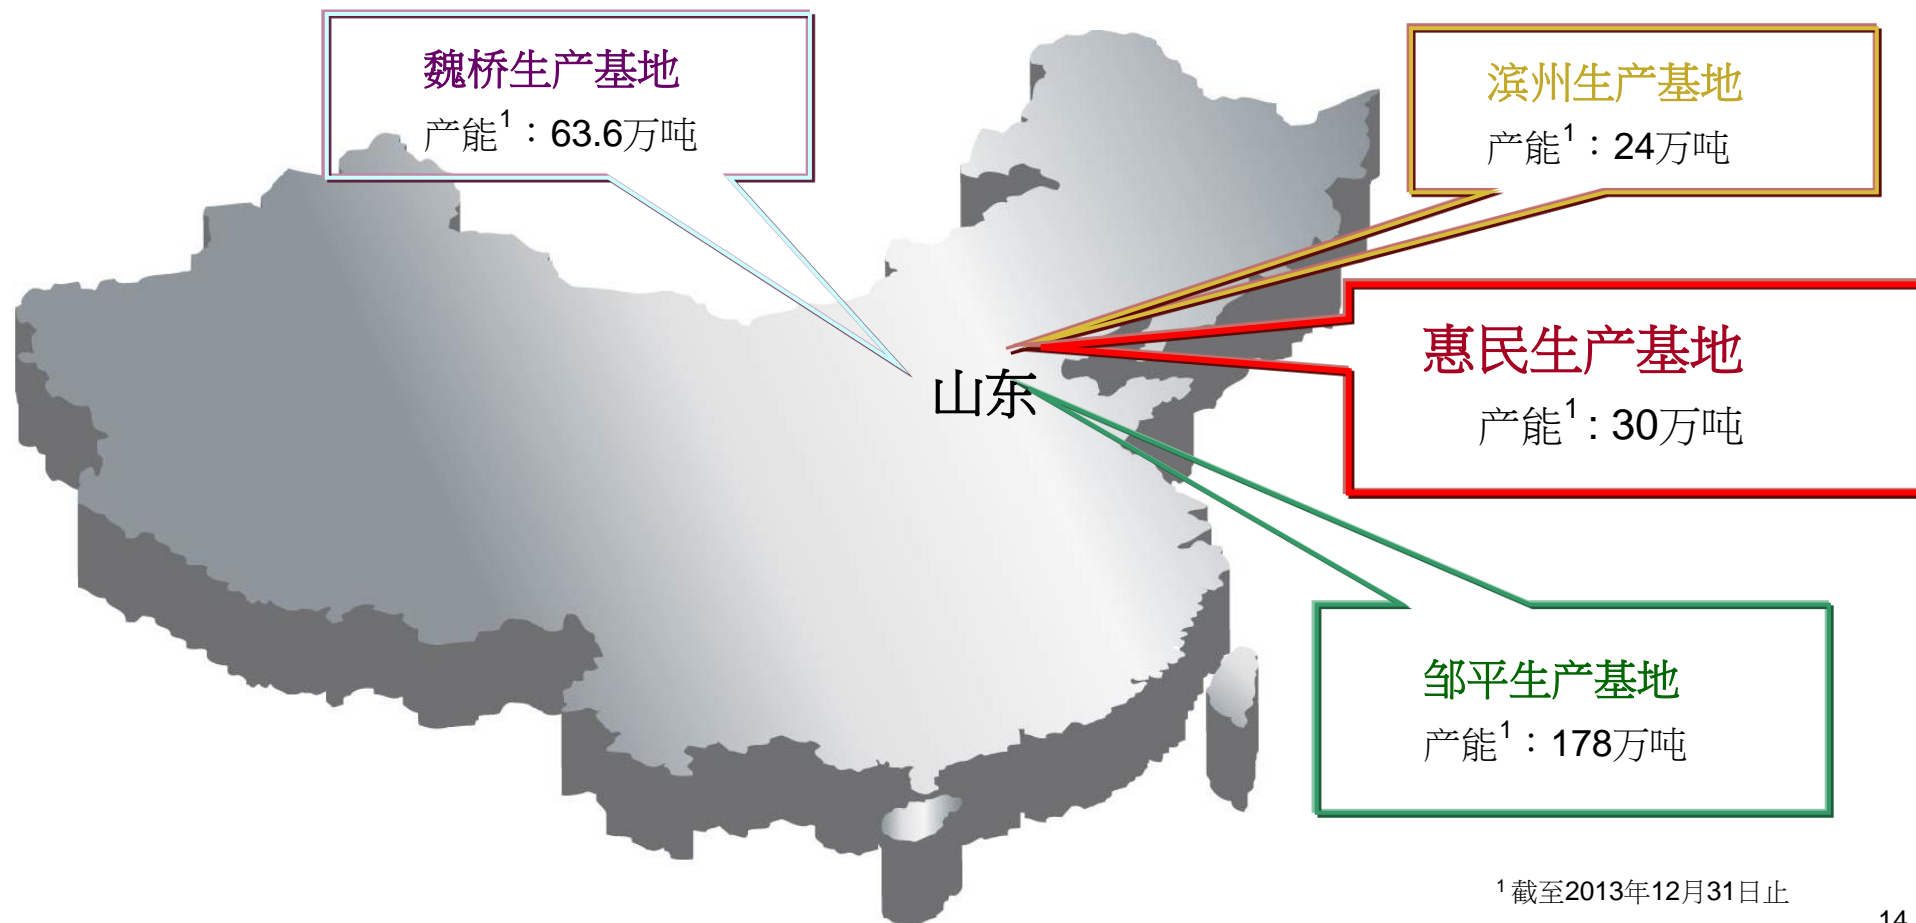 魏桥生产基地
产能¹：63.6万吨
滨州生产基地
产能¹：24万吨
惠民生产基地
产能¹: 30万吨
山东
邹平生产基地
产能¹：178万吨
¹ 截至2013年12月31日止
14